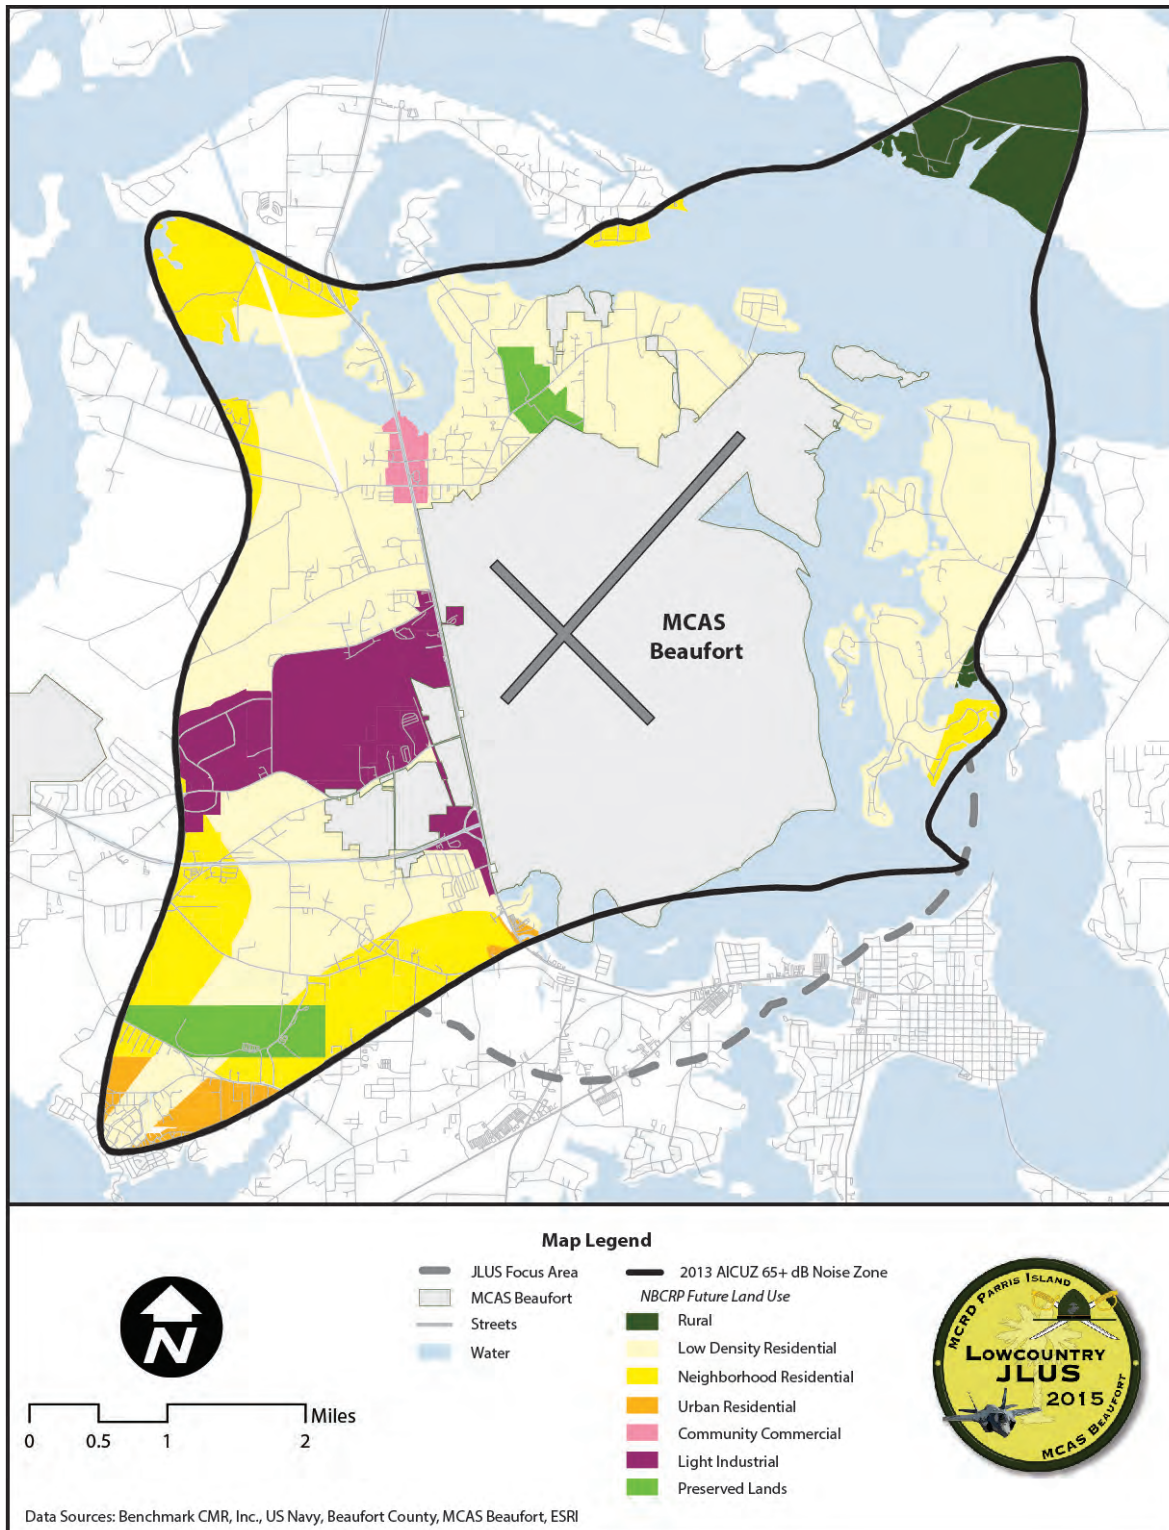 MCAS
Beaufort
Map Legend
JLUS Focus Area
MCAS Beaufort
Streets
Water
2013 AICUZ 65+ dB Noise Zone
NBCRP Future Land Use
Rural
Low Density Residential
Neighborhood Residential
Urban Residential
Community Commercial
Light Industrial
Preserved Lands
N
Miles
0 0.5 1 2
MCRD PARRIS ISLAND
LOWCOUNTRY
JLUS
2015
MCAS BEAUFORT
Data Sources: Benchmark CMR, Inc., US Navy, Beaufort County, MCAS Beaufort, ESRI